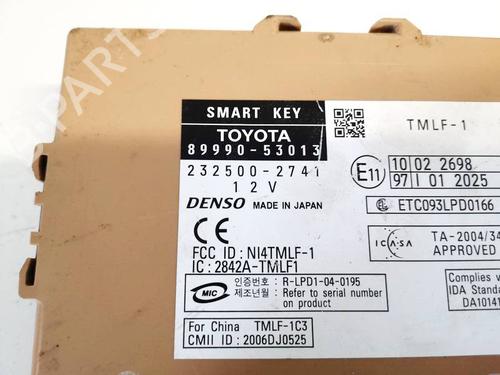 SMART KEY
TOYOTA
89990-53013
232500-2741
12V
DENSO MADE IN JAPAN
CE
FCC ID : NI4TMLF-1
IC : 2842A-TMLF1
MIC
인증번호 : R-LPD1-04-0195
제조년월 : Refer to serial number
on product
For China TMLF-1C3
CMII ID : 2006DJ0525
TMLF-1
E11
10 02 2698
97 I 01 2025
ETC093LPD0166
ICASA
TA-2004/34
APPROVED
Complies
IDA Standa
DA10141